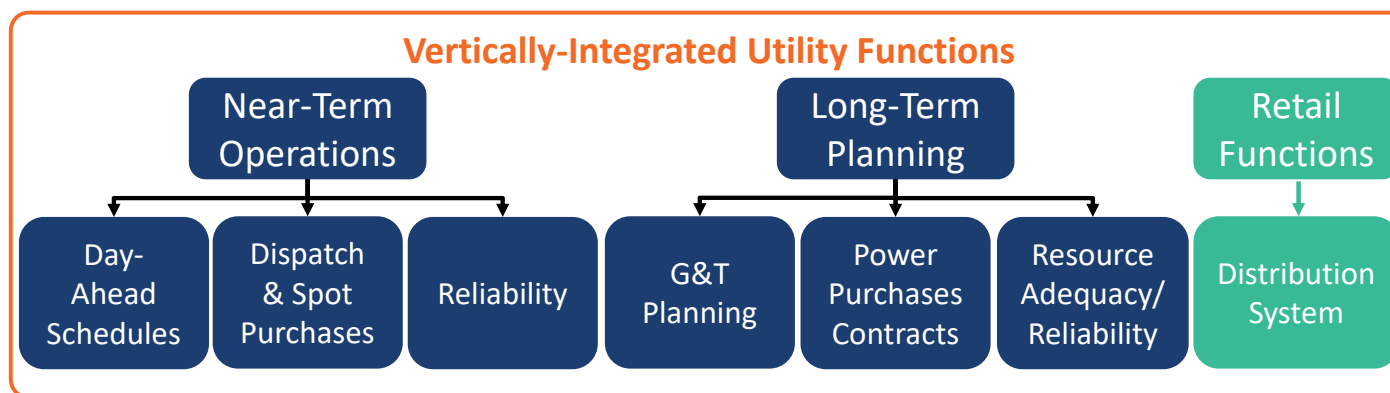 Vertically-Integrated Utility Functions
Near-Term
Operations
Long-Term
Planning
Retail
Functions
Day-
Ahead
Schedules
Dispatch
& Spot
Purchases
Reliability
G&T
Planning
Power
Purchases
Contracts
Resource
Adequacy/
Reliability
Distribution
System